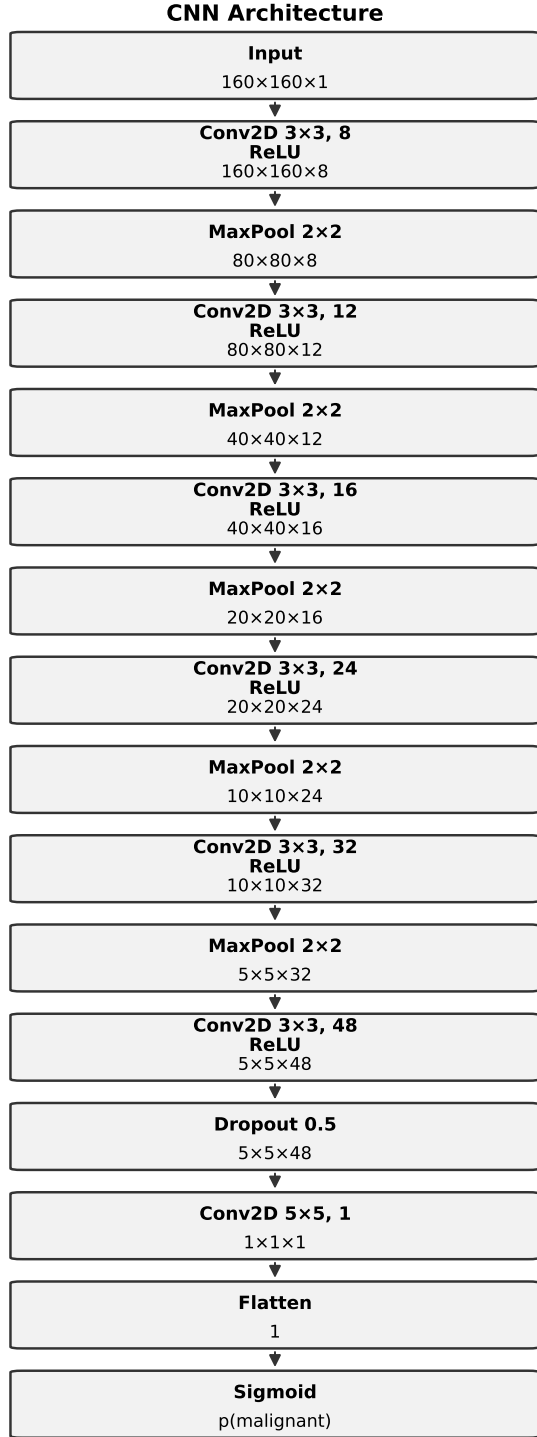 CNN Architecture
Input
160×160×1
Conv2D 3×3, 8
ReLU
160×160×8
MaxPool 2×2
80×80×8
Conv2D 3×3, 12
ReLU
80×80×12
MaxPool 2×2
40×40×12
Conv2D 3×3, 16
ReLU
40×40×16
MaxPool 2×2
20×20×16
Conv2D 3×3, 24
ReLU
20×20×24
MaxPool 2×2
10×10×24
Conv2D 3×3, 32
ReLU
10×10×32
MaxPool 2×2
5×5×32
Conv2D 3×3, 48
ReLU
5×5×48
Dropout 0.5
5×5×48
Conv2D 5×5, 1
1×1×1
Flatten
1
Sigmoid
p(malignant)